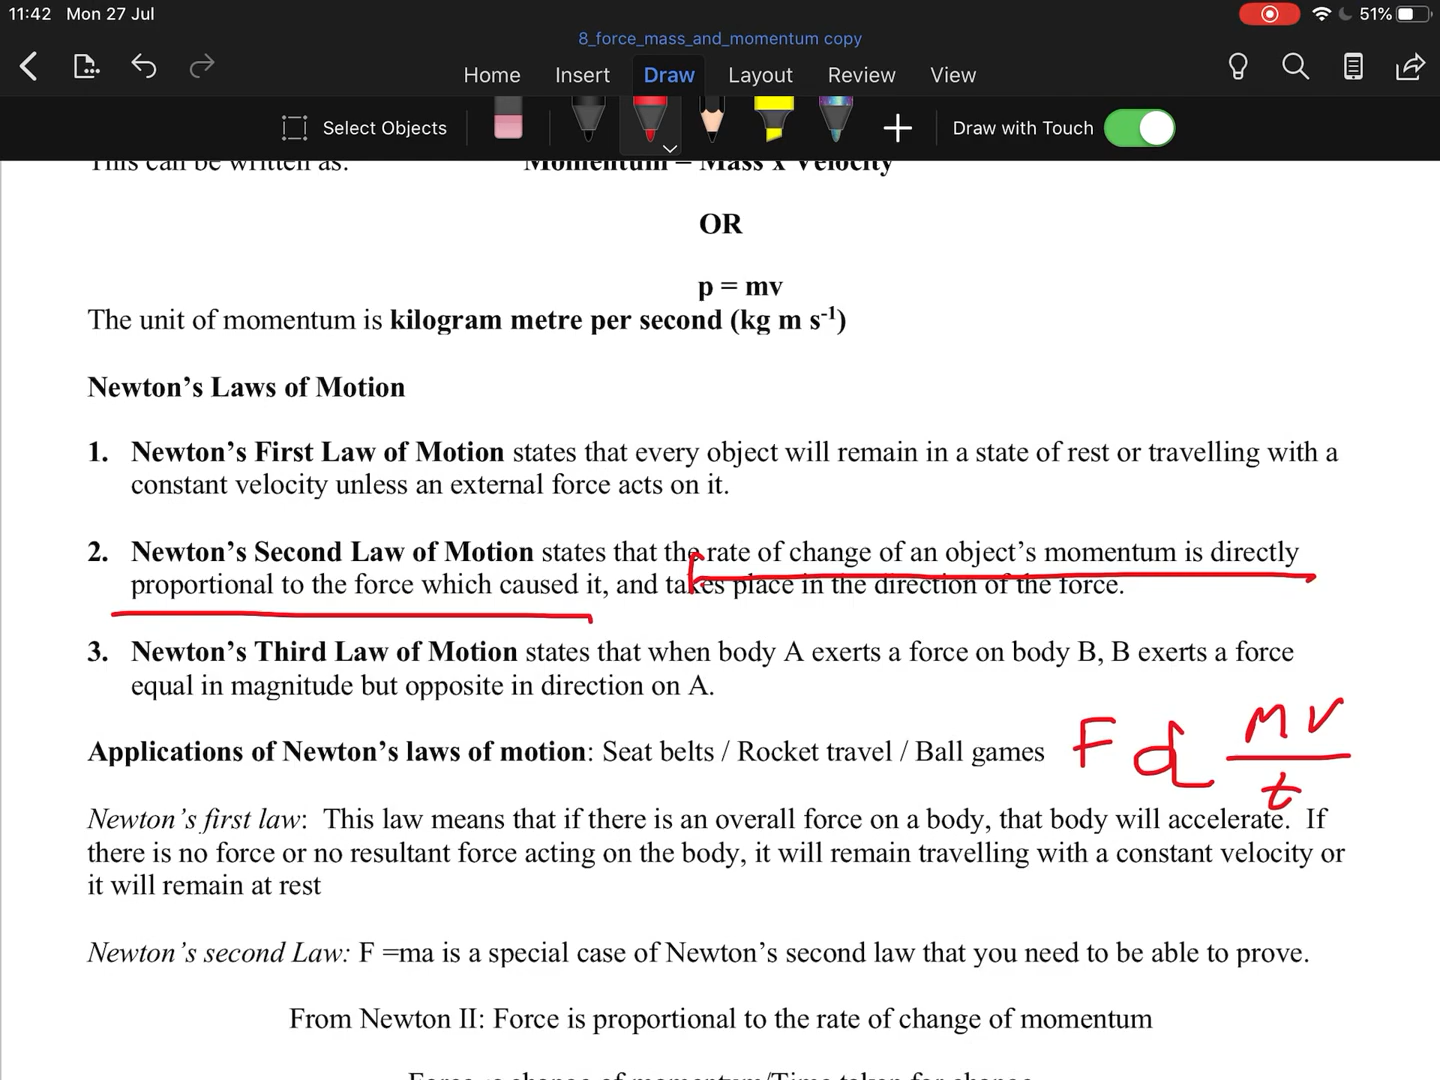 11:42 Mon 27 Jul
51%
8_force_mass_and_momentum copy
Home Insert Draw Layout Review View
Select Objects
Draw with Touch
This can be written as: Momentum = Mass x Velocity
OR
p = mv
The unit of momentum is kilogram metre per second (kg m s⁻¹)
Newton's Laws of Motion
1. Newton's First Law of Motion states that every object will remain in a state of rest or travelling with a
constant velocity unless an external force acts on it.
2. Newton's Second Law of Motion states that the rate of change of an object's momentum is directly
proportional to the force which caused it, and takes place in the direction of the force.
3. Newton's Third Law of Motion states that when body A exerts a force on body B, B exerts a force
equal in magnitude but opposite in direction on A.
F α mv
t
Applications of Newton's laws of motion: Seat belts / Rocket travel / Ball games
Newton's first law: This law means that if there is an overall force on a body, that body will accelerate. If
there is no force or no resultant force acting on the body, it will remain travelling with a constant velocity or
it will remain at rest
Newton's second Law: F =ma is a special case of Newton's second law that you need to be able to prove.
From Newton II: Force is proportional to the rate of change of momentum